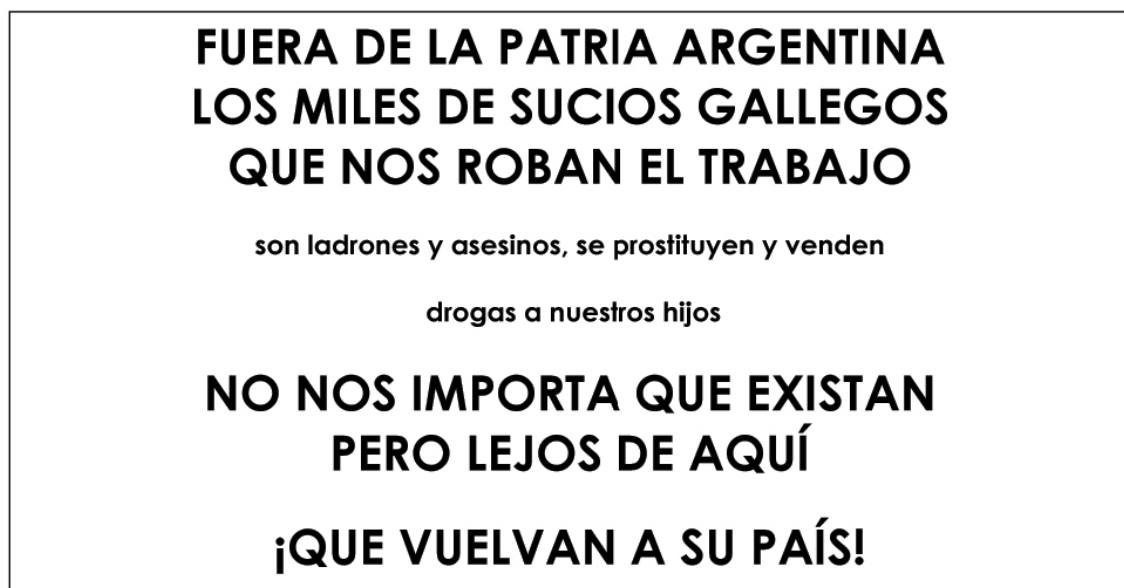 FUERA DE LA PATRIA ARGENTINA
LOS MILES DE SUCIOS GALLEGOS
QUE NOS ROBAN EL TRABAJO
son ladrones y asesinos, se prostituyen y venden
drogas a nuestros hijos
NO NOS IMPORTA QUE EXISTAN
PERO LEJOS DE AQUÍ
¡QUE VUELVAN A SU PAÍS!